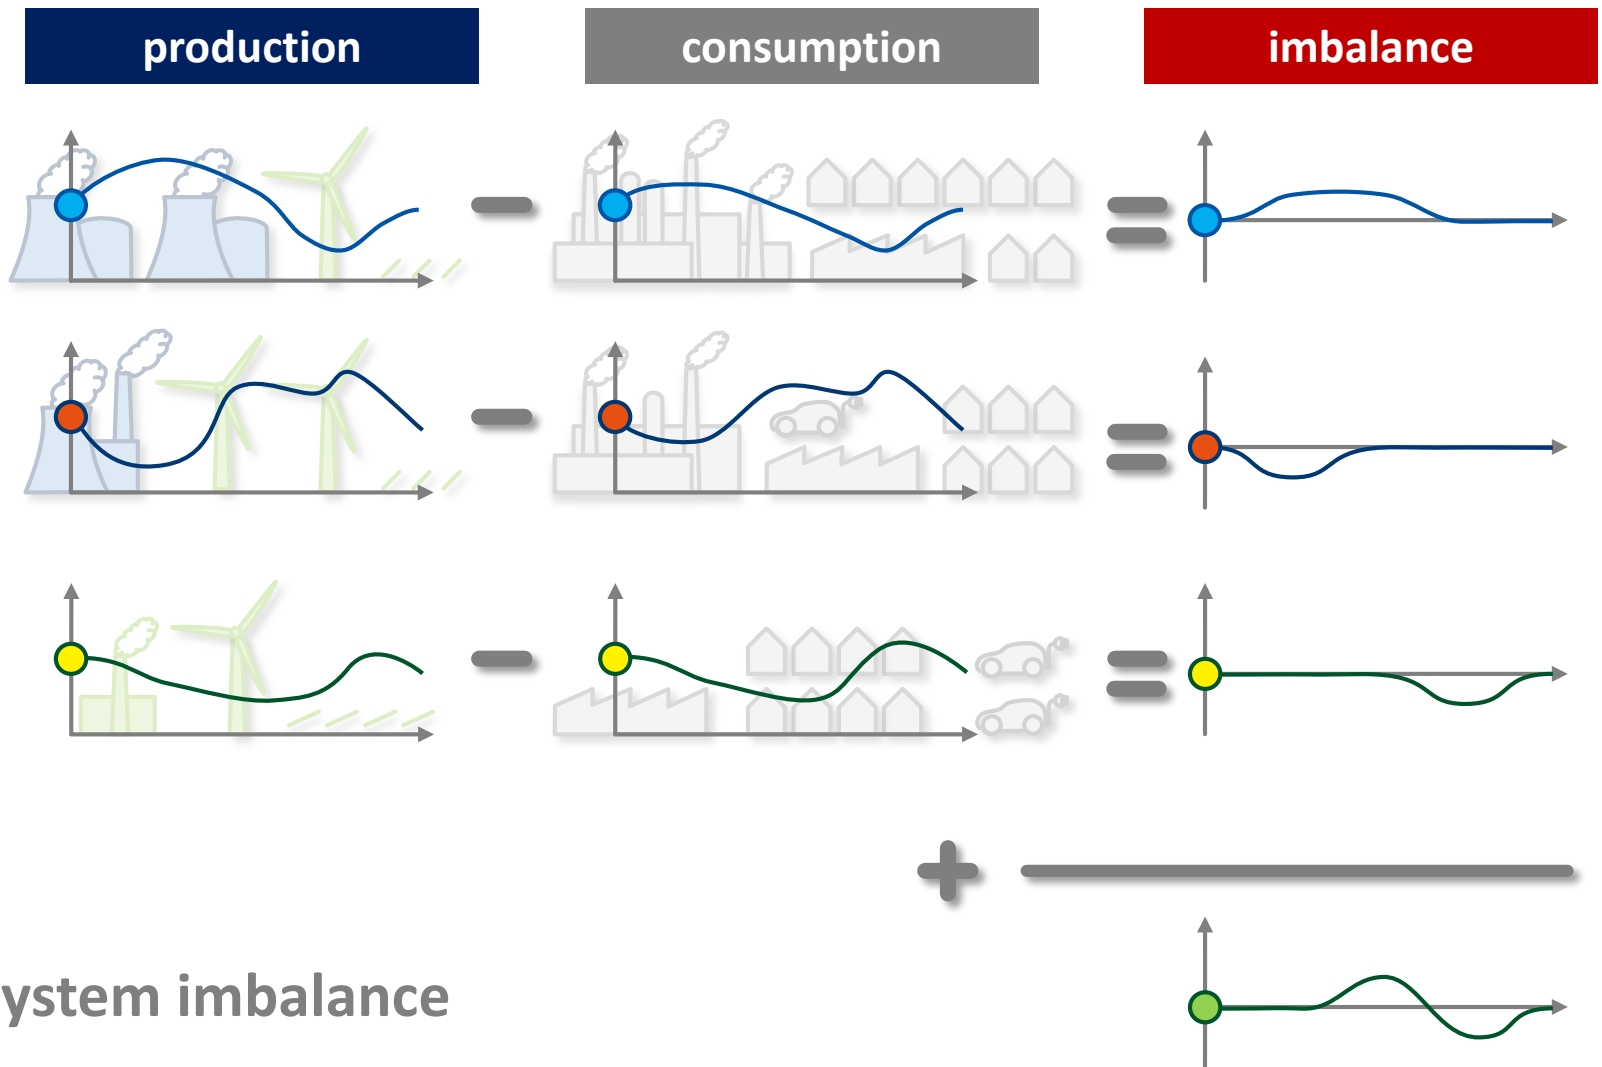 production
consumption
imbalance
ystem imbalance